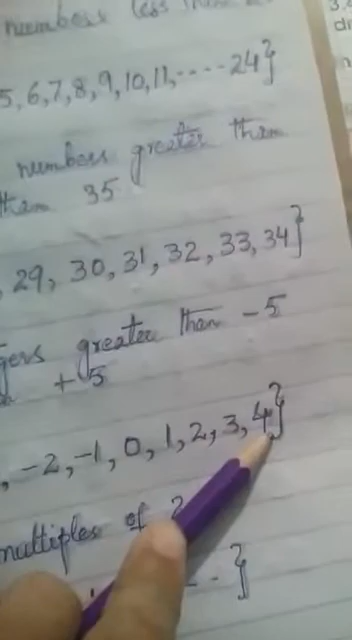 numbers less than
5, 6, 7, 8, 9, 10, 11, .... 24}
numbers greater than
than 35
, 29, 30, 31, 32, 33, 34}
gers greater than -5
+5
, -2, -1, 0, 1, 2, 3, 4}
multiples of
}